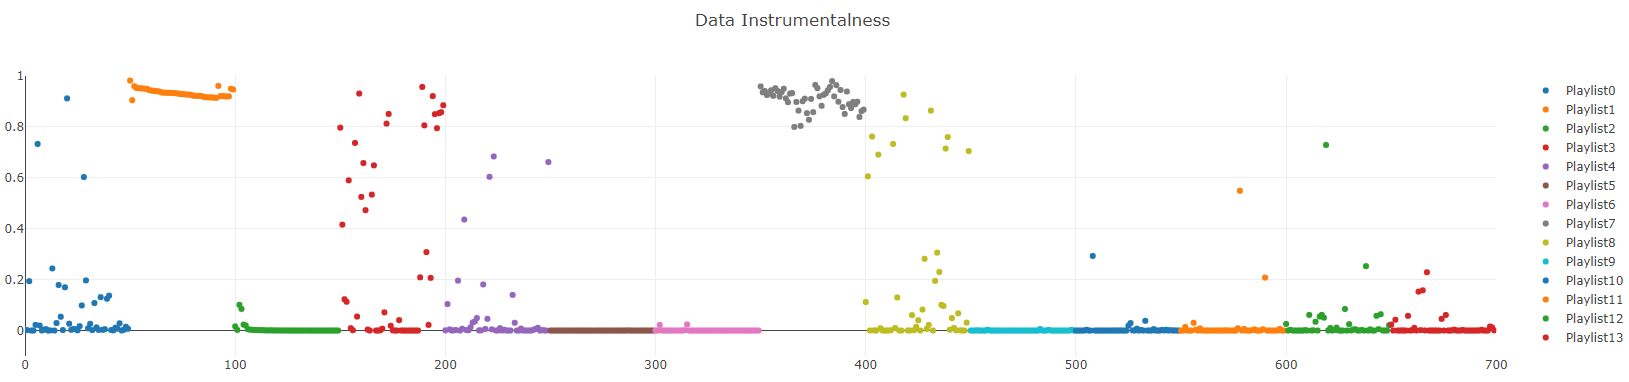 Data Instrumentalness
1
0.8
0.6
0.4
0.2
0
0 100 200 300 400 500 600 700
Playlist0
Playlist1
Playlist2
Playlist3
Playlist4
Playlist5
Playlist6
Playlist7
Playlist8
Playlist9
Playlist10
Playlist11
Playlist12
Playlist13